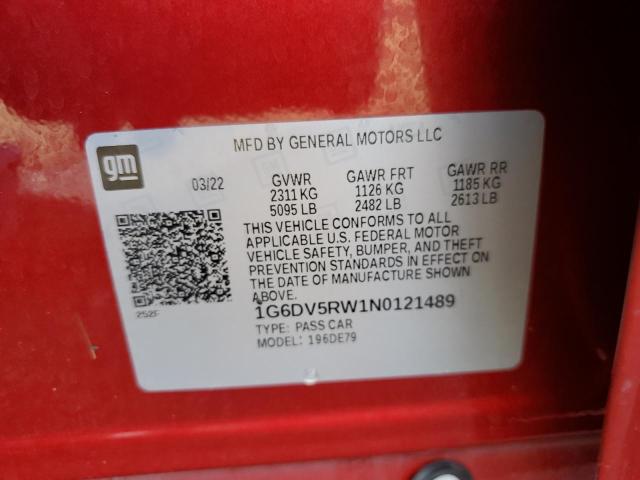 gm
MFD BY GENERAL MOTORS LLC
03/22 GVWR GAWR FRT GAWR RR
2311 KG 1126 KG 1185 KG
5095 LB 2482 LB 2613 LB
THIS VEHICLE CONFORMS TO ALL
APPLICABLE U.S. FEDERAL MOTOR
VEHICLE SAFETY, BUMPER, AND THEFT
PREVENTION STANDARDS IN EFFECT ON
THE DATE OF MANUFACTURE SHOWN
ABOVE.
252F
1G6DV5RW1N0121489
TYPE: PASS CAR
MODEL: 196DE79